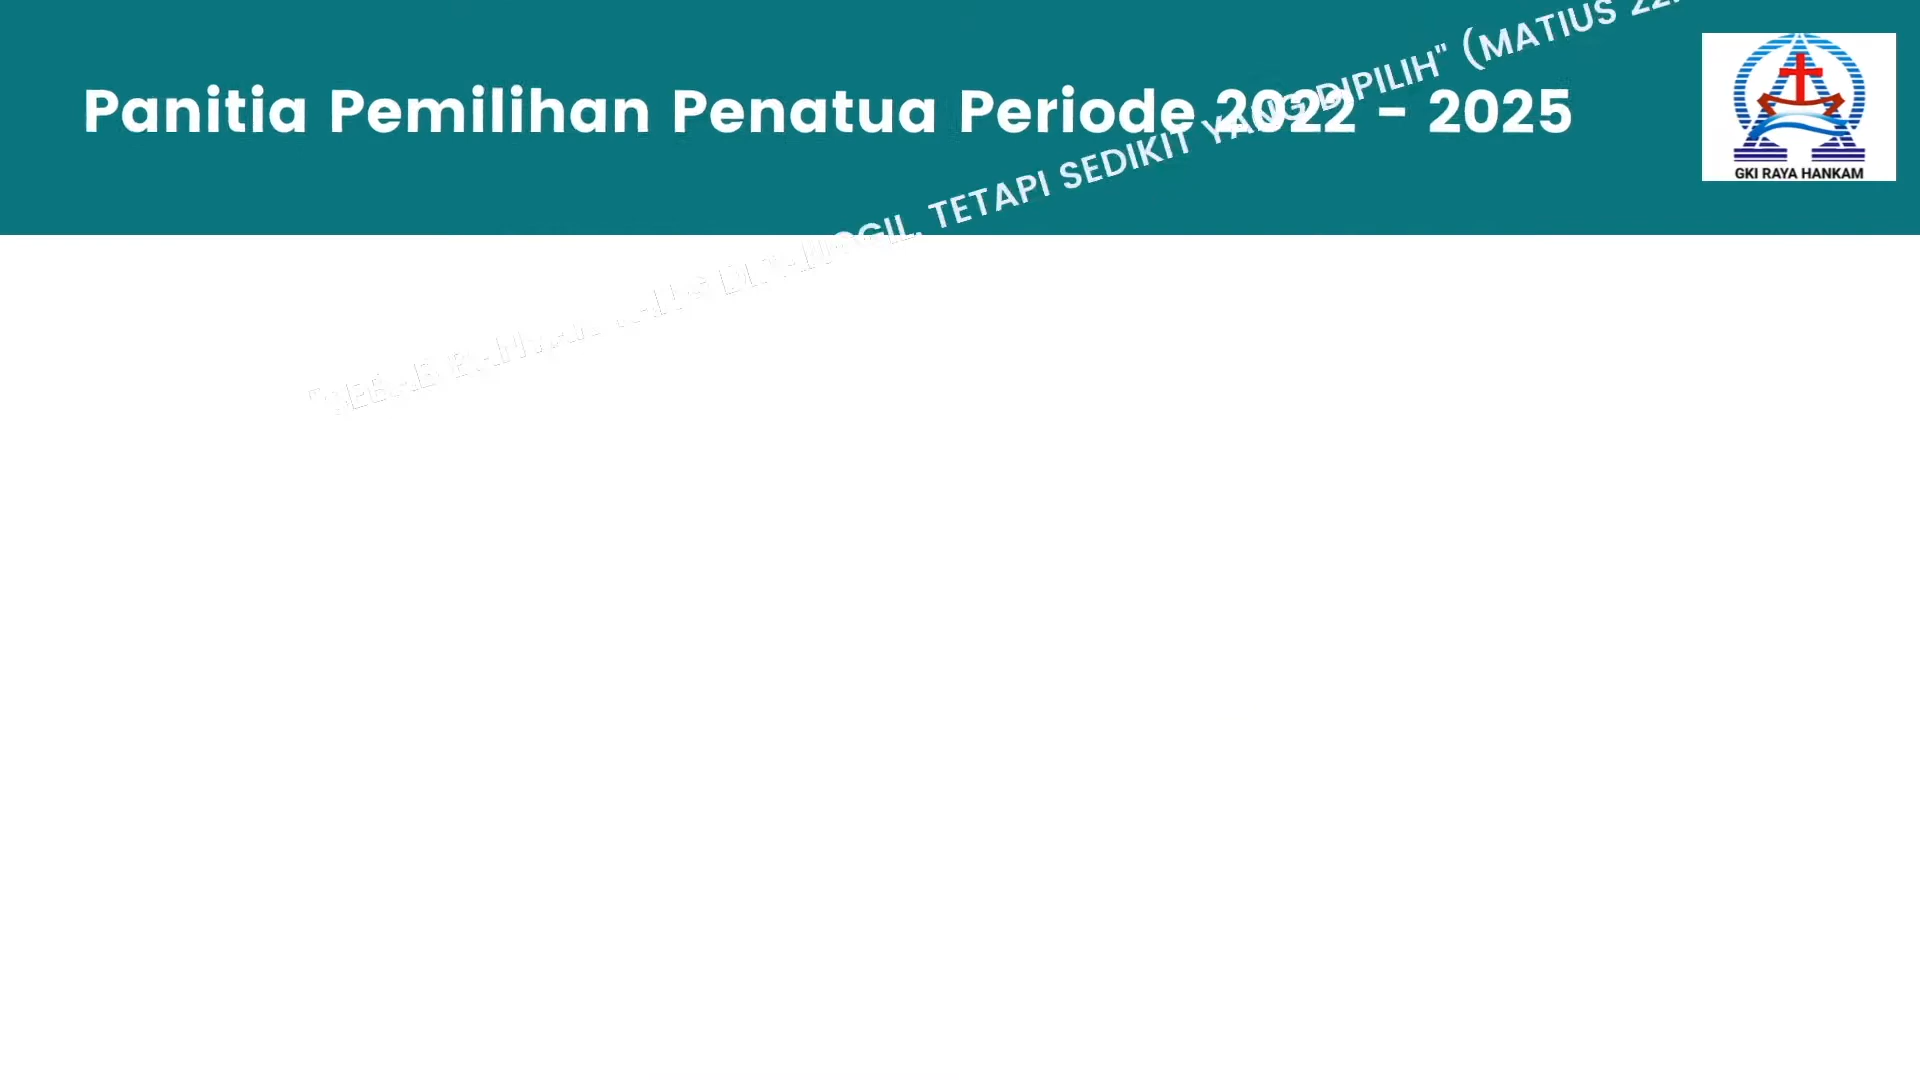 Panitia Pemilihan Penatua Periode 2022 - 2025
TETAPI SEDIKIT YANG DIPILIH" (MATIUS
GKI RAYA HANKAM